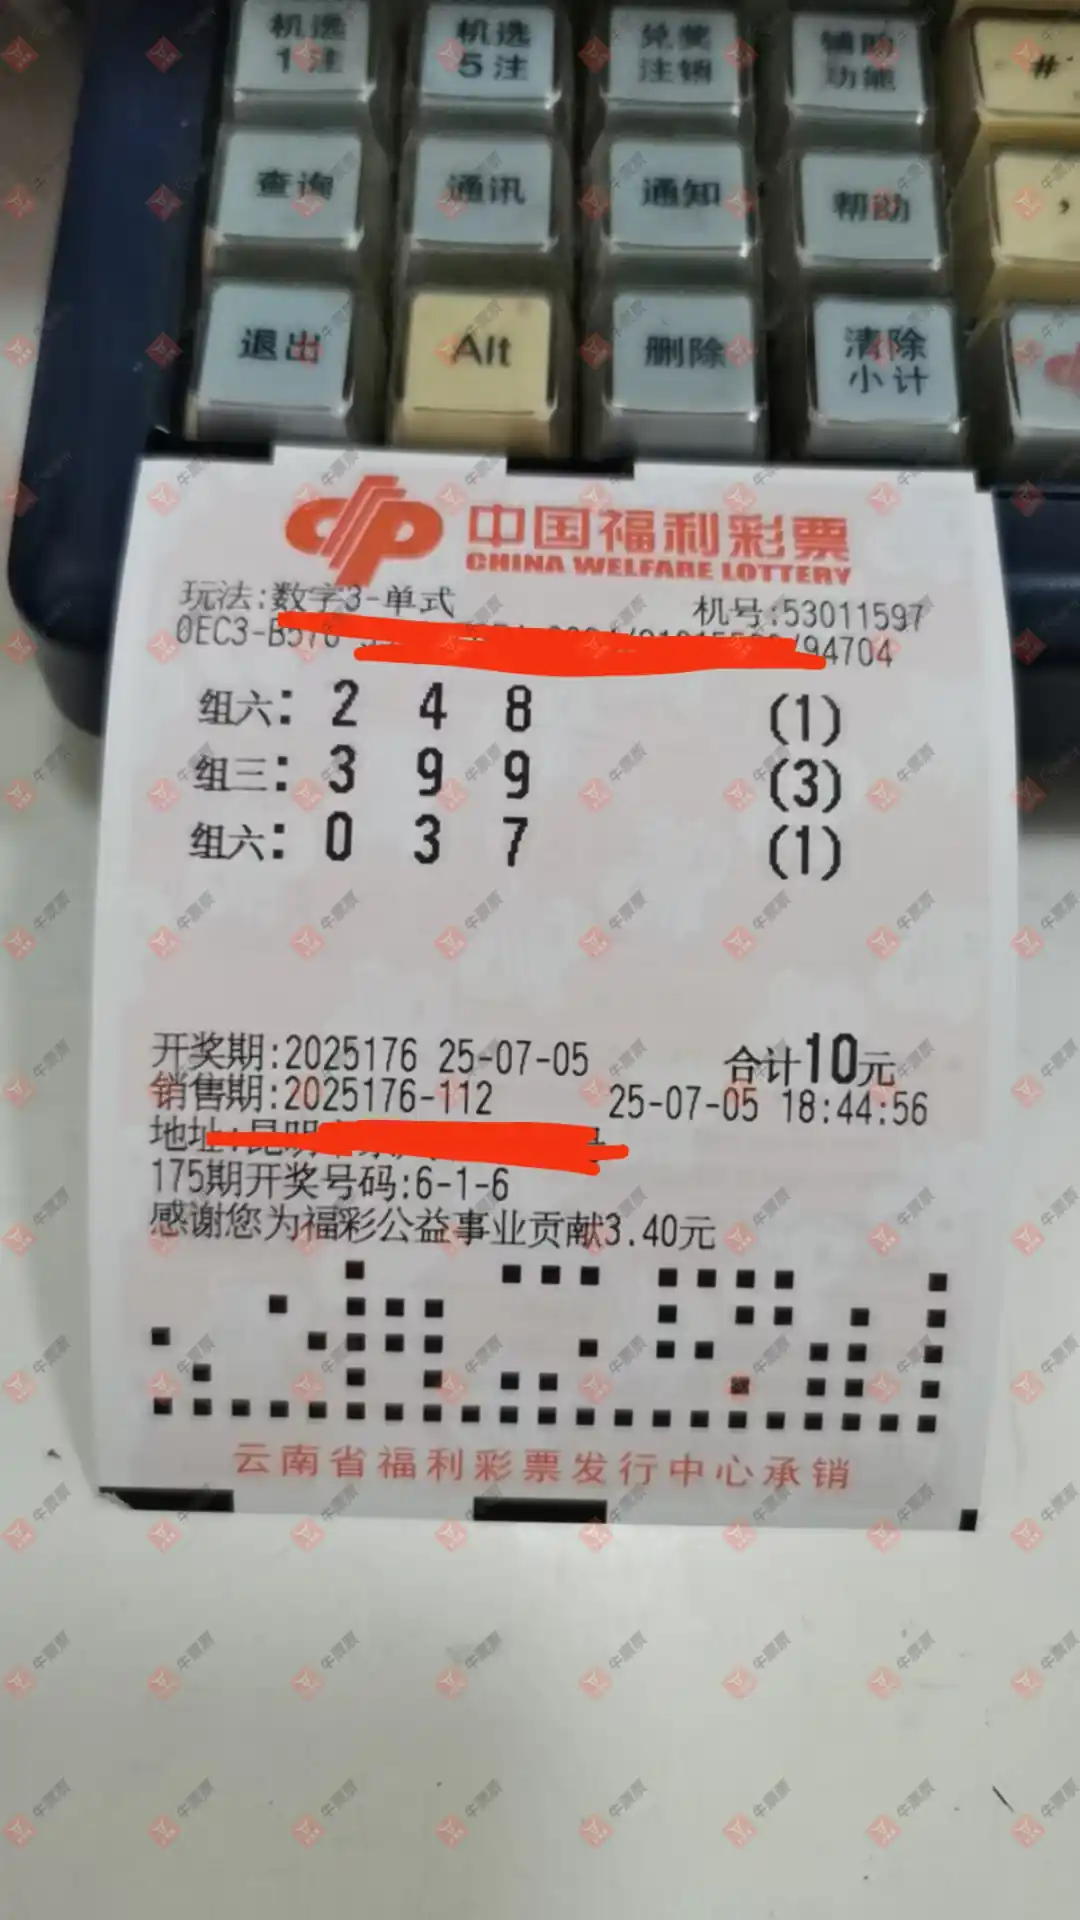 机选 机选 兑奖 辅助 #
1注 5注 注销 功能
查询 通讯 通知 帮助 ,
退出 Alt 删除 清除
小计
中国福利彩票
CHINA WELFARE LOTTERY
玩法:数字3-单式 机号:53011597
0EC3-B576 /94704
组六: 2 4 8 (1)
组三: 3 9 9 (3)
组六: 0 3 7 (1)
开奖期:2025176 25-07-05 合计10元
销售期:2025176-112 25-07-05 18:44:56
地址:昆明
175期开奖号码:6-1-6
感谢您为福彩公益事业贡献3.40元
云南省福利彩票发行中心承销
牛票票